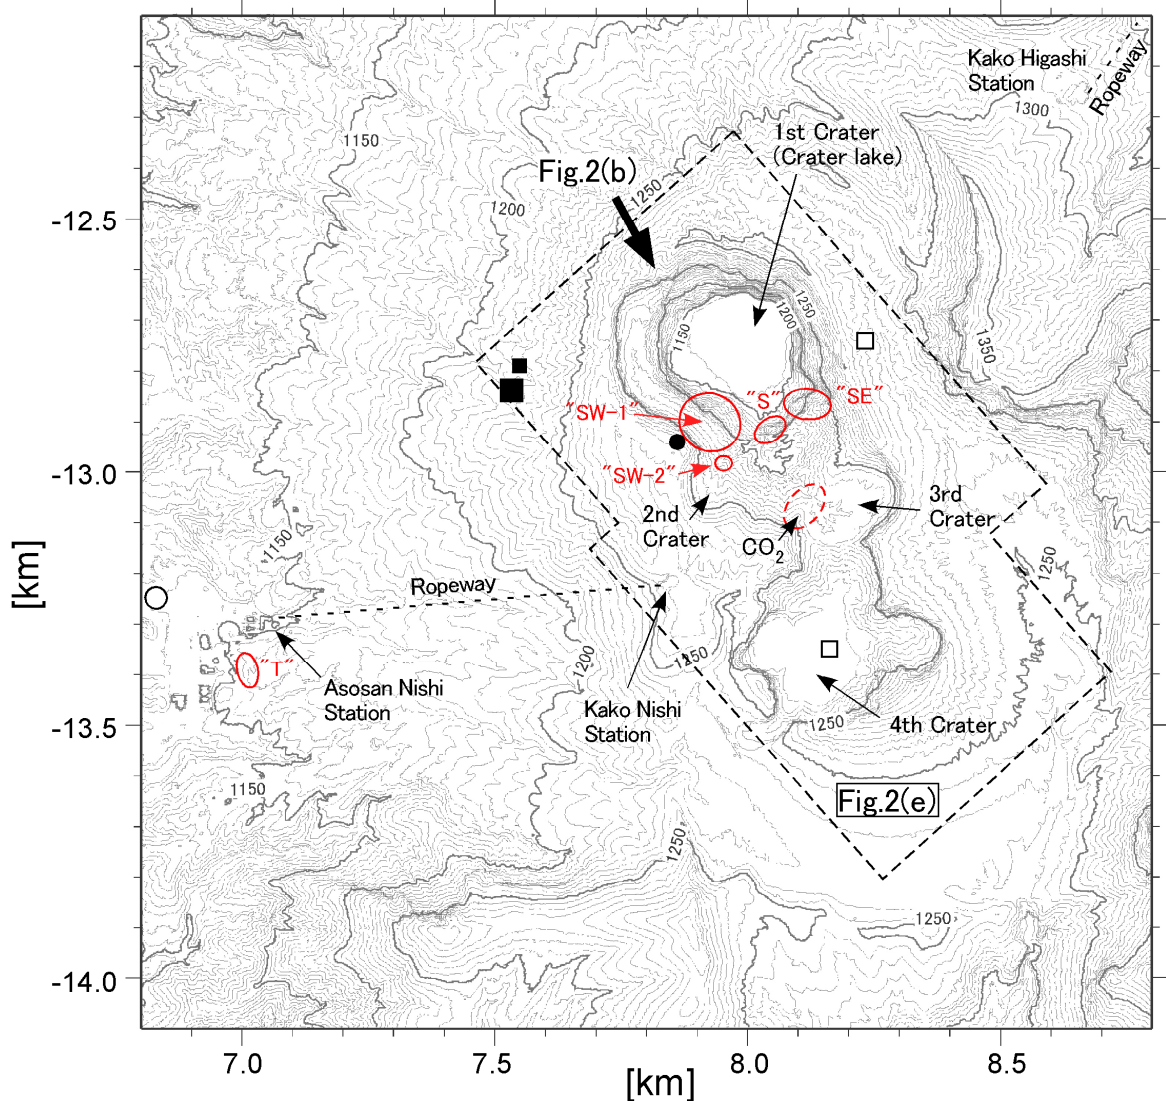 Kako Higashi
Station
Ropeway
1300
1150
1st Crater
(Crater lake)
Fig.2(b)
1250
1200
-12.5
1250
1200
1150
1350
"S"
"SE"
"SW-1"
"SW-2"
-13.0
2nd
Crater
3rd
Crater
CO2
1150
1250
[km]
Ropeway
1200
1250
"T"
Asosan Nishi
Station
Kako Nishi
Station
1250
4th Crater
-13.5
1150
Fig.2(e)
1250
1250
-14.0
7.0
7.5
8.0
8.5
[km]